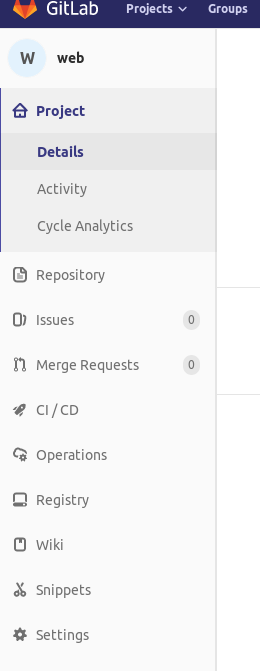 GitLab Projects Groups
W web
Project
Details
Activity
Cycle Analytics
Repository
Issues 0
Merge Requests 0
CI / CD
Operations
Registry
Wiki
Snippets
Settings